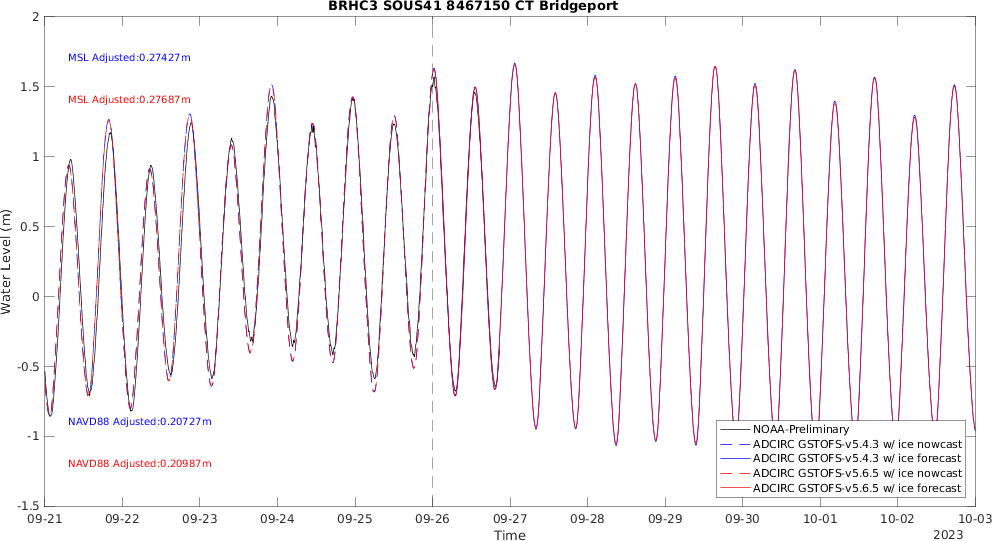 BRHC3 SOUS41 8467150 CT Bridgeport
2
1.5
1
0.5
0
-0.5
-1
-1.5
Water Level (m)
MSL Adjusted:0.27427m
MSL Adjusted:0.27687m
NAVD88 Adjusted:0.20727m
NAVD88 Adjusted:0.20987m
NOAA-Preliminary
ADCIRC GSTOFS-v5.4.3 w/ ice nowcast
ADCIRC GSTOFS-v5.4.3 w/ ice forecast
ADCIRC GSTOFS-v5.6.5 w/ ice nowcast
ADCIRC GSTOFS-v5.6.5 w/ ice forecast
09-21 09-22 09-23 09-24 09-25 09-26 09-27 09-28 09-29 09-30 10-01 10-02 10-03
Time
2023